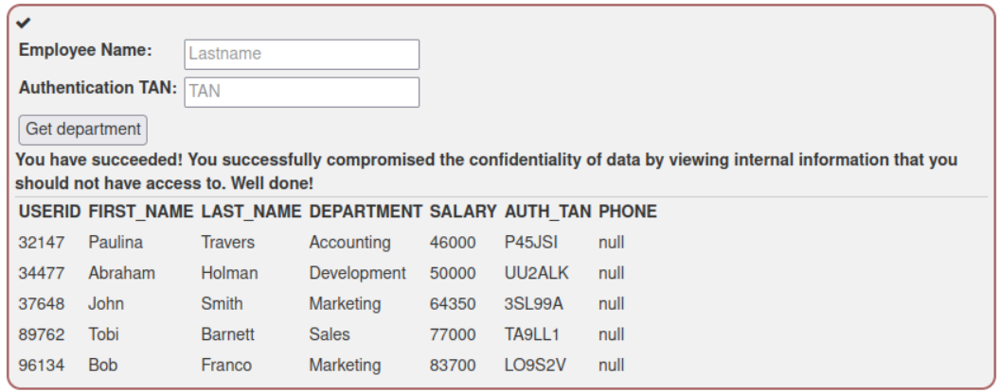 Employee Name: Lastname
Authentication TAN: TAN
Get department
You have succeeded! You successfully compromised the confidentiality of data by viewing internal information that you
should not have access to. Well done!
USERID FIRST_NAME LAST_NAME DEPARTMENT SALARY AUTH_TAN PHONE
32147 Paulina Travers Accounting 46000 P45JSI null
34477 Abraham Holman Development 50000 UU2ALK null
37648 John Smith Marketing 64350 3SL99A null
89762 Tobi Barnett Sales 77000 TA9LL1 null
96134 Bob Franco Marketing 83700 LO9S2V null